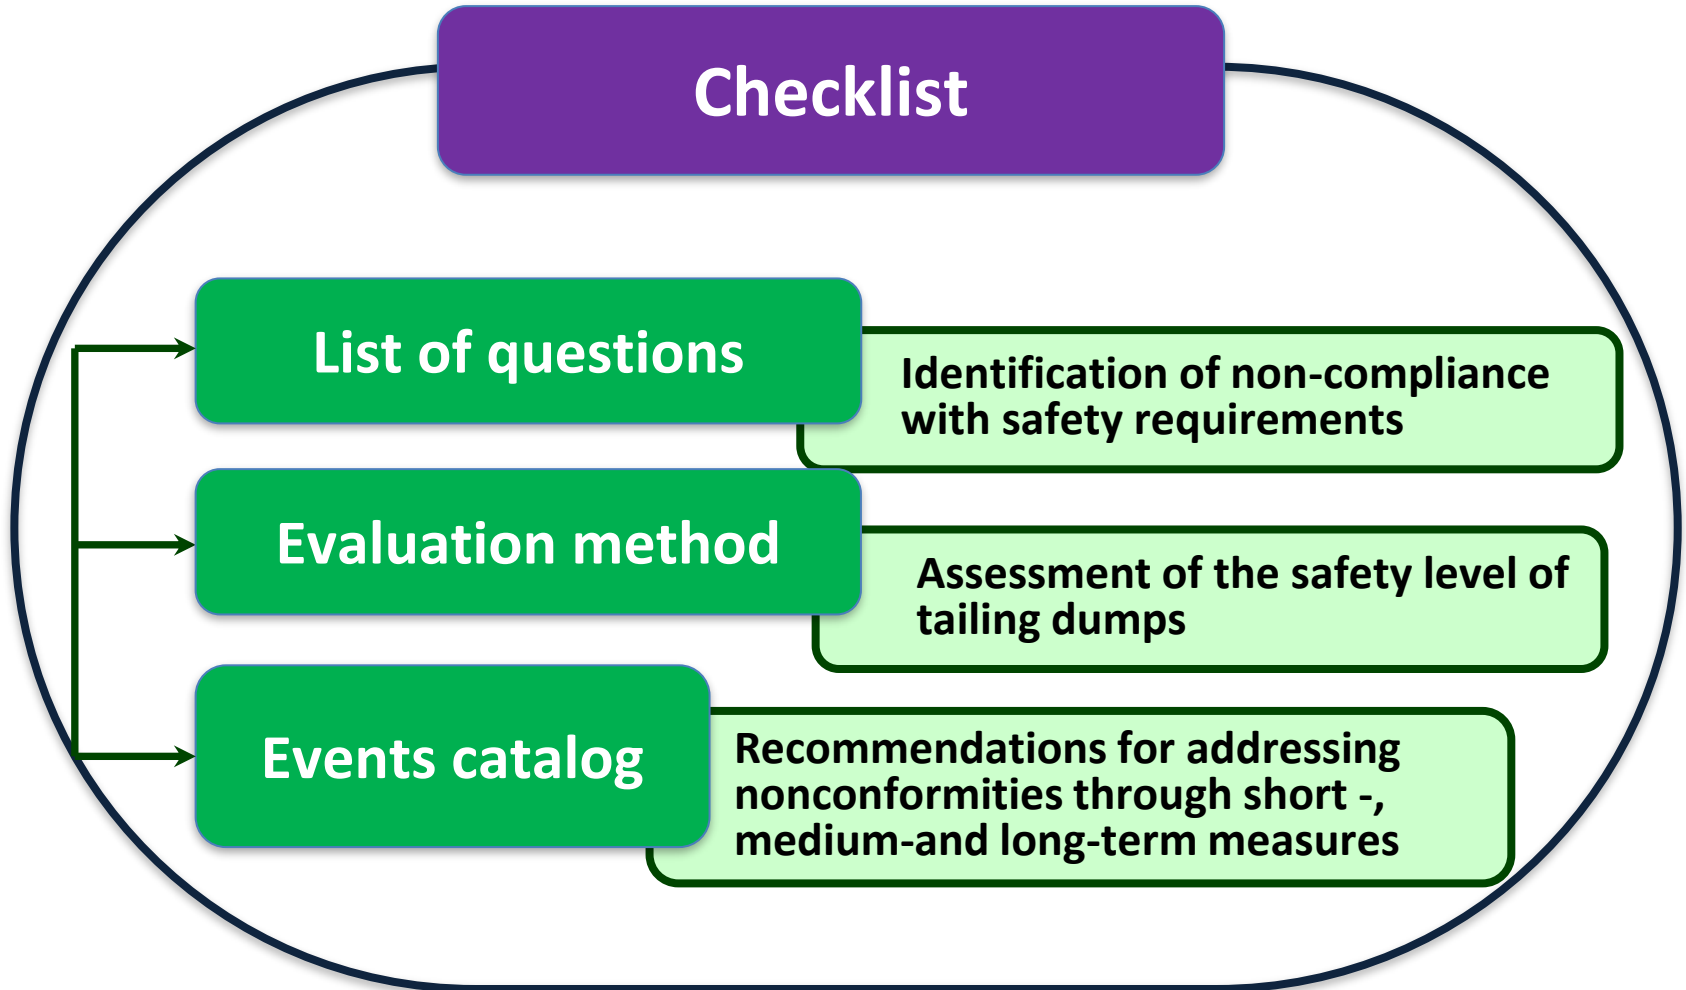 Checklist
List of questions
Identification of non-compliance
with safety requirements
Evaluation method
Assessment of the safety level of
tailing dumps
Events catalog
Recommendations for addressing
nonconformities through short -,
medium-and long-term measures